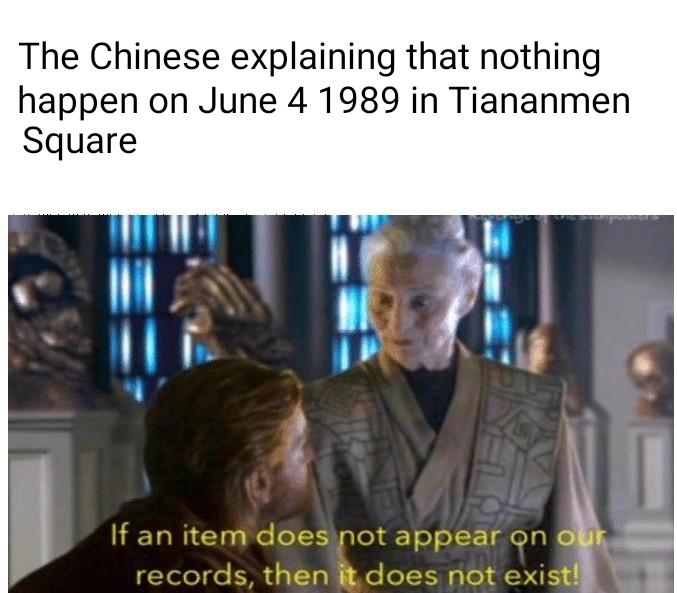 The Chinese explaining that nothing
happen on June 4 1989 in Tiananmen
Square
If an item does not appear on our
records, then it does not exist!